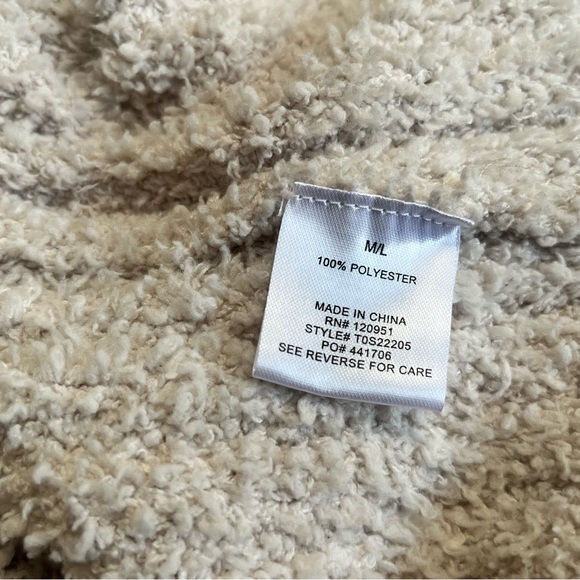 M/L
100% POLYESTER
MADE IN CHINA
RN# 120951
STYLE# T0S22205
PO# 441706
SEE REVERSE FOR CARE